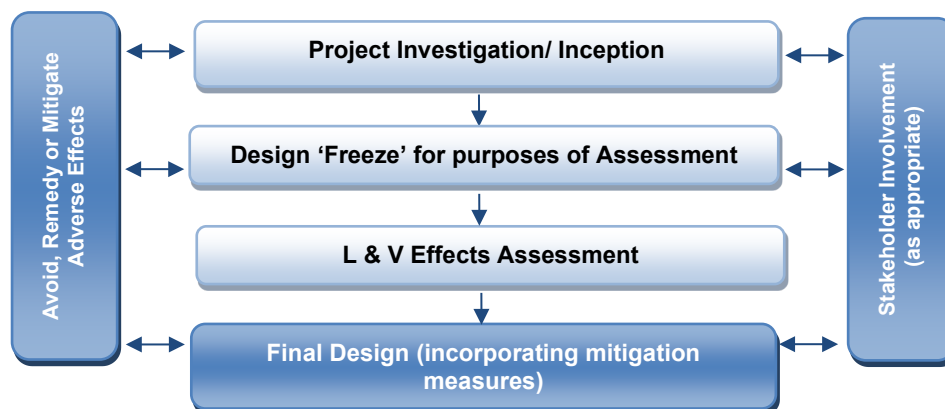 Avoid, Remedy or Mitigate
Adverse Effects
Project Investigation/ Inception
Design ‘Freeze’ for purposes of Assessment
L & V Effects Assessment
Final Design (incorporating mitigation
measures)
Stakeholder Involvement
(as appropriate)